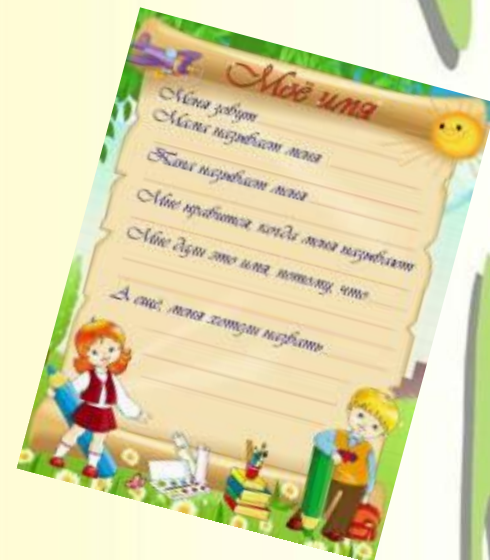 Моё имя
Меня зовут
Мама называет меня
Папа называет меня
Мне нравится, когда меня называют
Мне дали это имя, потому, что
А ещё, меня хотели назвать